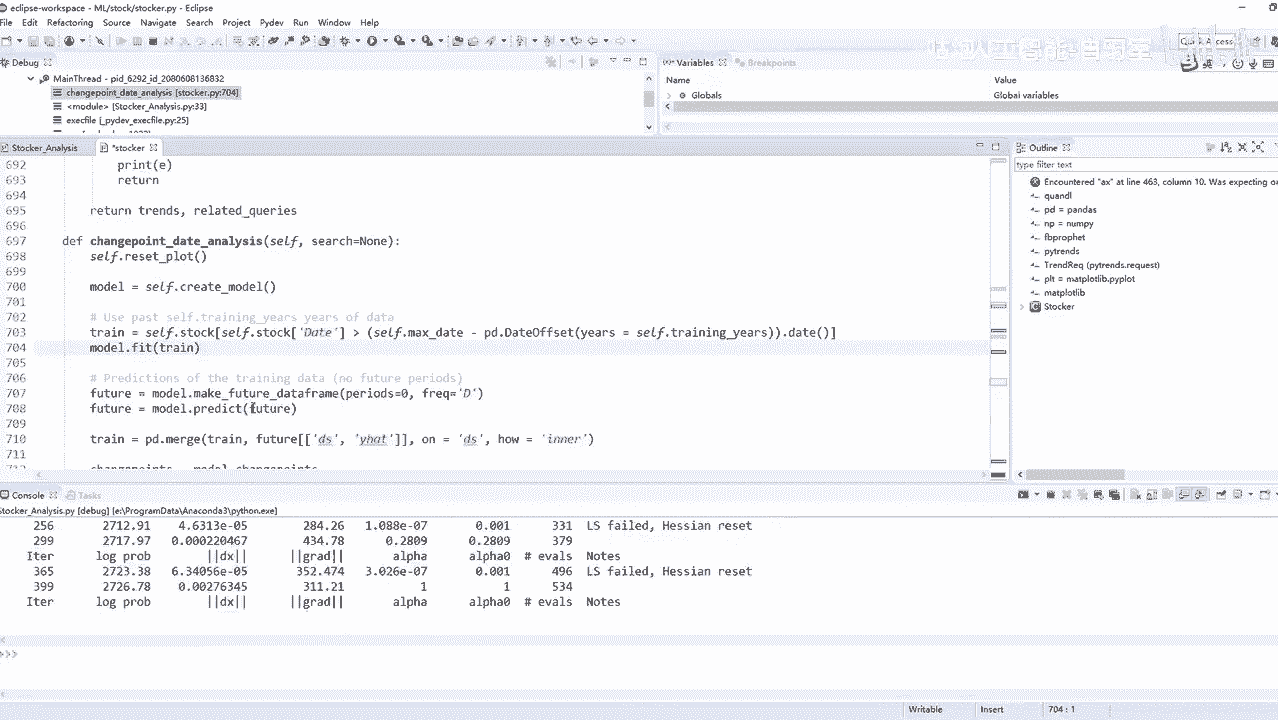 eclipse-workspace - ML/stock/stocker.py - Eclipse
File Edit Refactoring Source Navigate Search Project Pydev Run Window Help
Debug
MainThread - pid_6292_id_2080608136832
changepoint_date_analysis [stocker.py:704]
<module> [Stocker_Analysis.py:33]
execfile [_pydev_execfile.py:25]
Variables Breakpoints
Name Value
Globals Global variables
Stocker_Analysis *stocker
692 print(e)
693 return
694
695 return trends, related_queries
696
697 def changepoint_date_analysis(self, search=None):
698 self.reset_plot()
699
700 model = self.create_model()
701
702 # Use past self.training_years years of data
703 train = self.stock[self.stock['Date'] > (self.max_date - pd.DateOffset(years = self.training_years)).date()]
704 model.fit(train)
705
706 # Predictions of the training data (no future periods)
707 future = model.make_future_dataframe(periods=0, freq='D')
708 future = model.predict(future)
709
710 train = pd.merge(train, future[['ds', 'yhat']], on = 'ds', how = 'inner')
711
changepoints = model.changepoints
Outline
type filter text
Encountered "ax" at line 463, column 10. Was expecting
quandl
pd = pandas
np = numpy
fbprophet
pytrends
TrendReq (pytrends.request)
plt = matplotlib.pyplot
matplotlib
Stocker
Console Tasks
Stocker_Analysis.py [debug] [e:\ProgramData\Anaconda3\python.exe]
256 2712.91 4.6313e-05 284.26 1.088e-07 0.001 331 LS failed, Hessian reset
299 2717.97 0.000220467 434.78 0.2809 0.2809 379
Iter log prob ||dx|| ||grad|| alpha alpha0 # evals Notes
365 2723.38 6.34056e-05 352.474 3.026e-07 0.001 496 LS failed, Hessian reset
399 2726.78 0.00276345 311.21 1 1 534
Iter log prob ||dx|| ||grad|| alpha alpha0 # evals Notes
>>>
Writable Insert 704 : 1